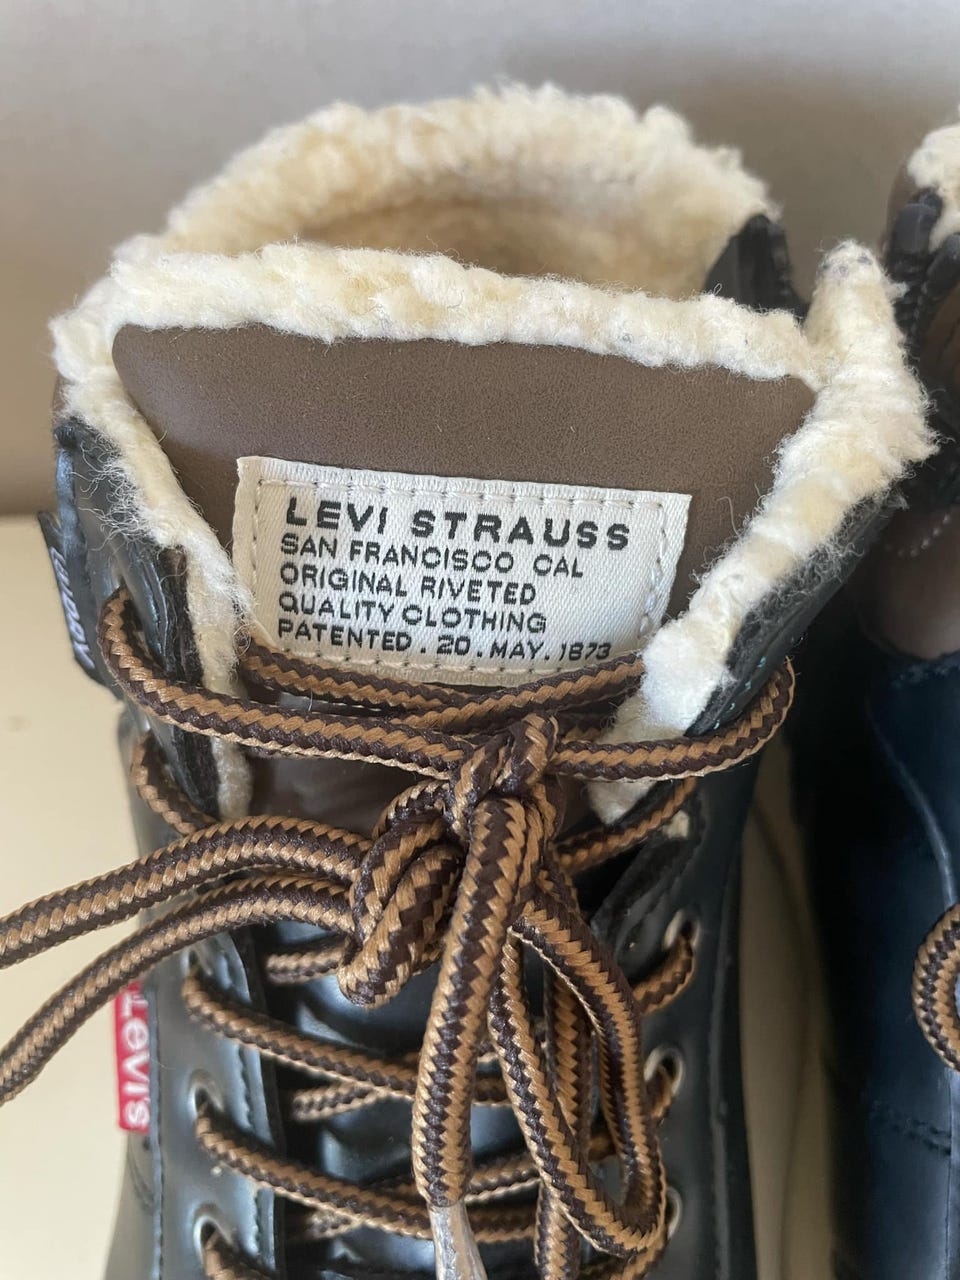 LEVI STRAUSS
SAN FRANCISCO CAL
ORIGINAL RIVETED
QUALITY CLOTHING
PATENTED . 20 . MAY . 1873
Levi's